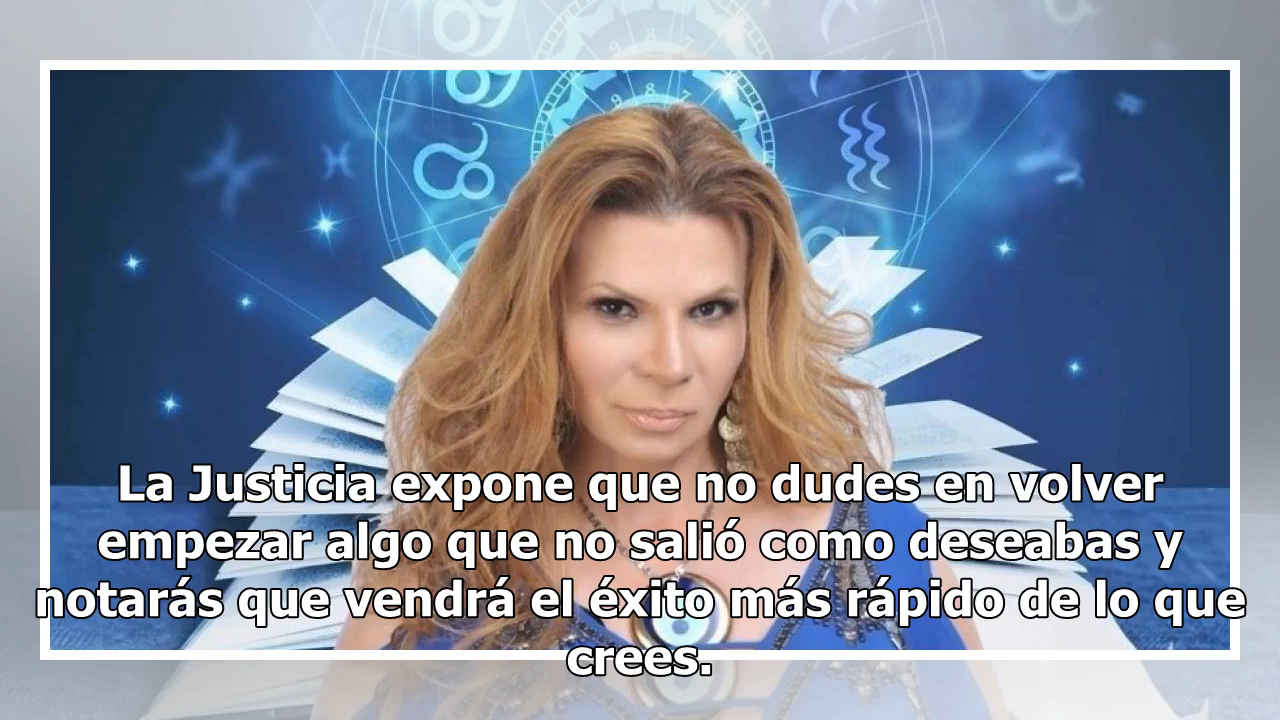 La Justicia expone que no dudes en volver
empezar algo que no salió como deseabas y
notarás que vendrá el éxito más rápido de lo que
crees.